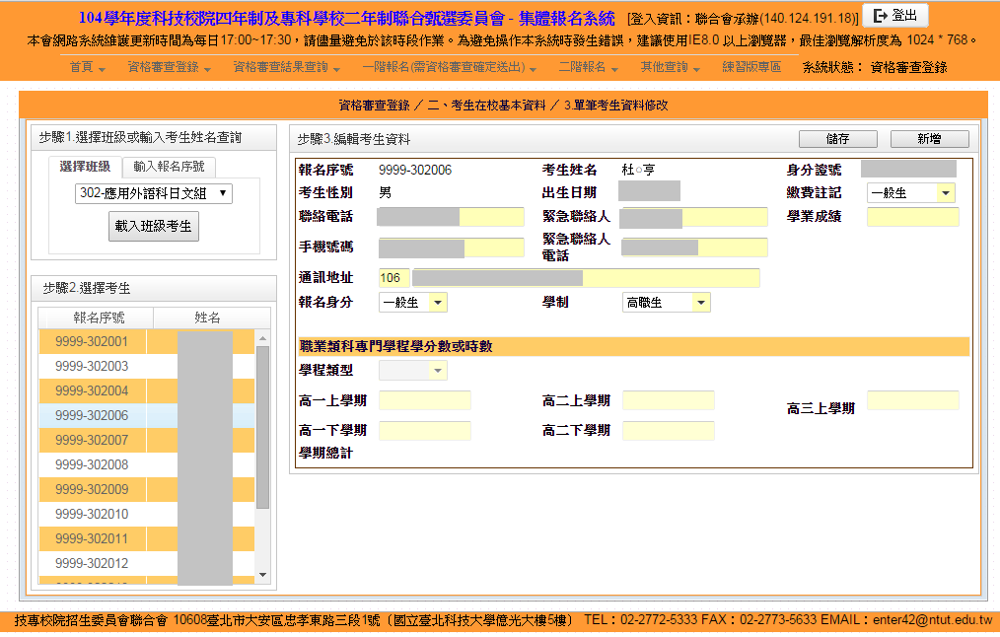 104學年度科技校院四年制及專科學校二年制聯合甄選委員會 - 集體報名系統 [登入資訊：聯合會承辦(140.124.191.18)] 登出
本會網路系統維護更新時間為每日17:00~17:30，請儘量避免於該時段作業。為避免操作本系統時發生錯誤，建議使用IE8.0 以上瀏覽器，最佳瀏覽解析度為 1024 * 768。
首頁 資格審查登錄 資格審查結果查詢 一階報名(需資格審查確定送出) 二階報名 其他查詢 練習版專區 系統狀態： 資格審查登錄
資格審查登錄 ／ 二、考生在校基本資料 ／ 3.單筆考生資料修改
步驟1.選擇班級或輸入考生姓名查詢
選擇班級 輸入報名序號
302-應用外語科日文組
載入班級考生
步驟2.選擇考生
報名序號 姓名
9999-302001
9999-302003
9999-302004
9999-302006
9999-302007
9999-302008
9999-302009
9999-302010
9999-302011
9999-302012
步驟3.編輯考生資料 儲存 新增
報名序號 9999-302006 考生姓名 杜○亨 身分證號
考生性別 男 出生日期 繳費註記 一般生
聯絡電話 緊急聯絡人 學業成績
手機號碼 緊急聯絡人電話
通訊地址 106
報名身分 一般生 學制 高職生
職業類科專門學程學分數或時數
學程類型
高一上學期 高二上學期 高三上學期
高一下學期 高二下學期
學期總計
技專校院招生委員會聯合會 10608臺北市大安區忠孝東路三段1號（國立臺北科技大學億光大樓5樓） TEL：02-2772-5333 FAX：02-2773-5633 EMAIL：enter42@ntut.edu.tw